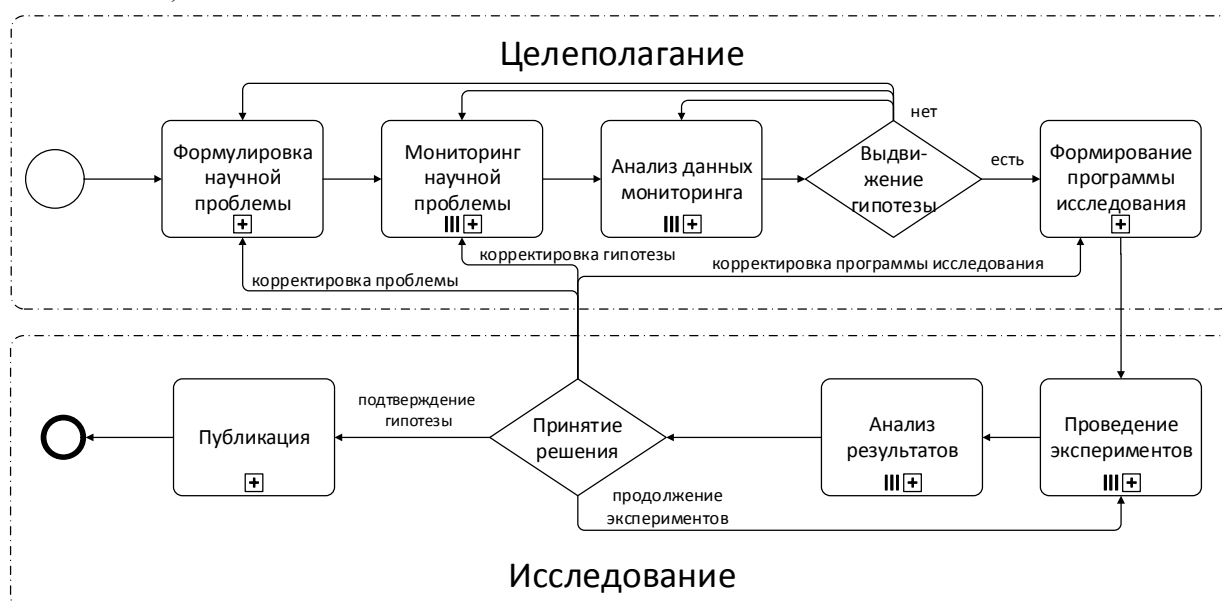 Целеполагание
нет
Формулировка
научной
проблемы
Мониторинг
научной
проблемы
Анализ данных
мониторинга
Выдви-
жение
гипотезы
есть
Формирование
программы
исследования
корректировка гипотезы
корректировка программы исследования
корректировка проблемы
Публикация
подтверждение
гипотезы
Принятие
решения
Анализ
результатов
Проведение
экспериментов
продолжение
экспериментов
Исследование